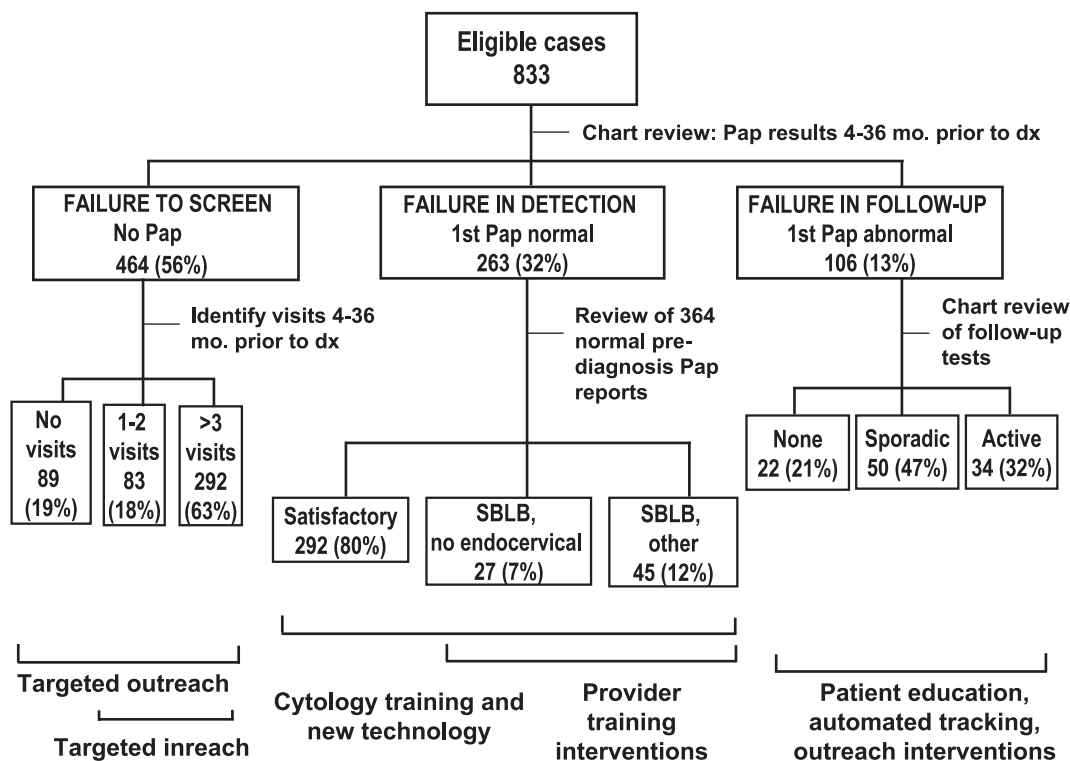 Eligible cases
833
Chart review: Pap results 4-36 mo. prior to dx
FAILURE TO SCREEN
No Pap
464 (56%)
FAILURE IN DETECTION
1st Pap normal
263 (32%)
FAILURE IN FOLLOW-UP
1st Pap abnormal
106 (13%)
Identify visits 4-36
mo. prior to dx
Review of 364
normal pre-
diagnosis Pap
reports
Chart review
of follow-up
tests
No
visits
89
(19%)
1-2
visits
83
(18%)
>3
visits
292
(63%)
Satisfactory
292 (80%)
SBLB,
no endocervical
27 (7%)
SBLB,
other
45 (12%)
None
22 (21%)
Sporadic
50 (47%)
Active
34 (32%)
Targeted outreach
Targeted inreach
Cytology training and
new technology
Provider
training
interventions
Patient education,
automated tracking,
outreach interventions